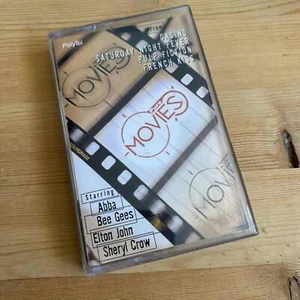 PolyTel
CASINO
SATURDAY NIGHT FEVER
PULP FICTION
FRENCH KISS
MOVIES
MOVIES
MOVIES
Starring
Abba
Bee Gees
Elton John
Sheryl Crow